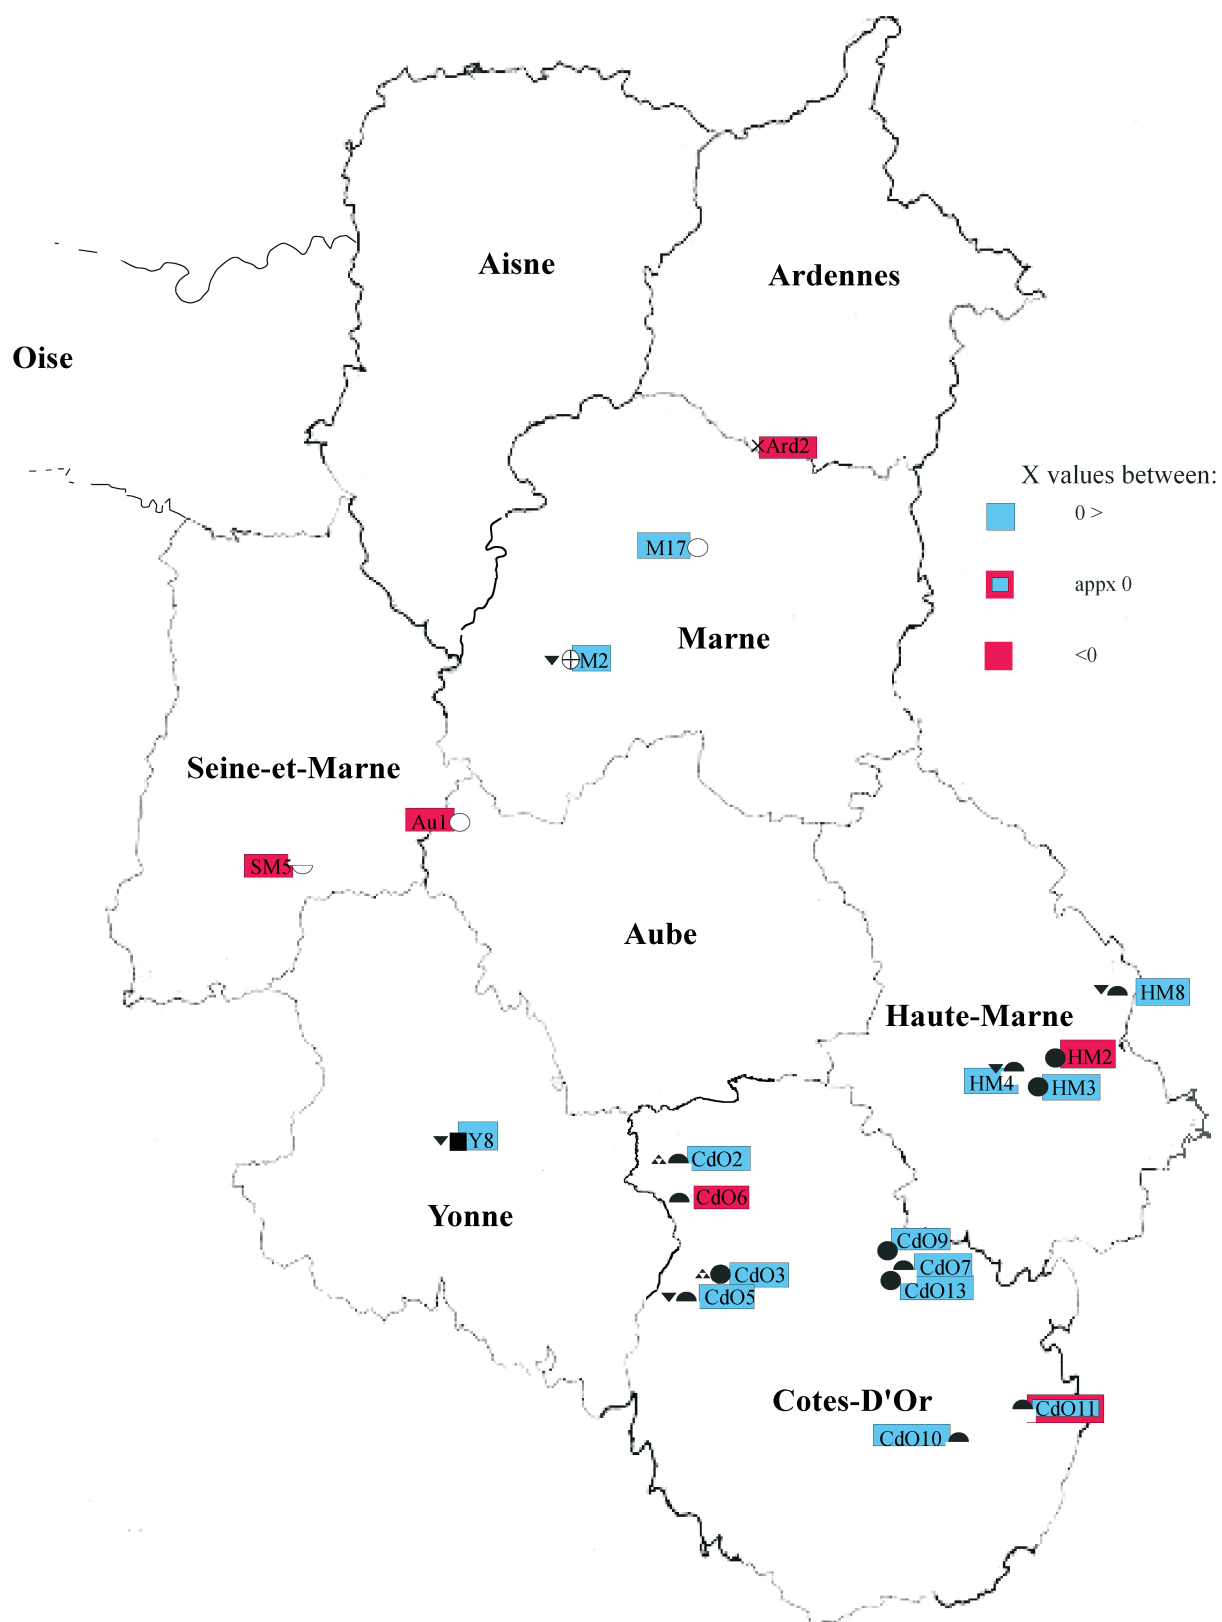 Aisne
Ardennes
Oise
Ard2
X values between:
0 >
M17
appx 0
Marne
<0
M2
Seine-et-Marne
Au1
SM5
Aube
HM8
Haute-Marne
HM2
HM4
HM3
Y8
CdO2
CdO6
Yonne
CdO9
CdO7
CdO3
CdO13
CdO5
Cotes-D'Or
CdO11
CdO10